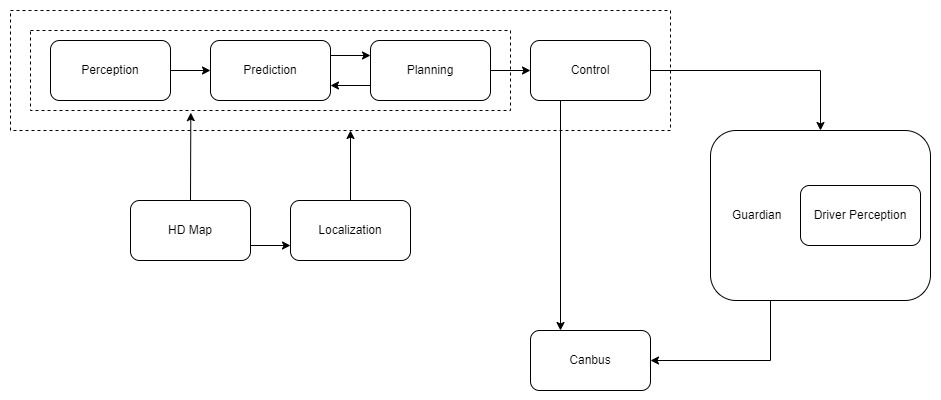 Perception
Prediction
Planning
Control
HD Map
Localization
Guardian
Driver Perception
Canbus